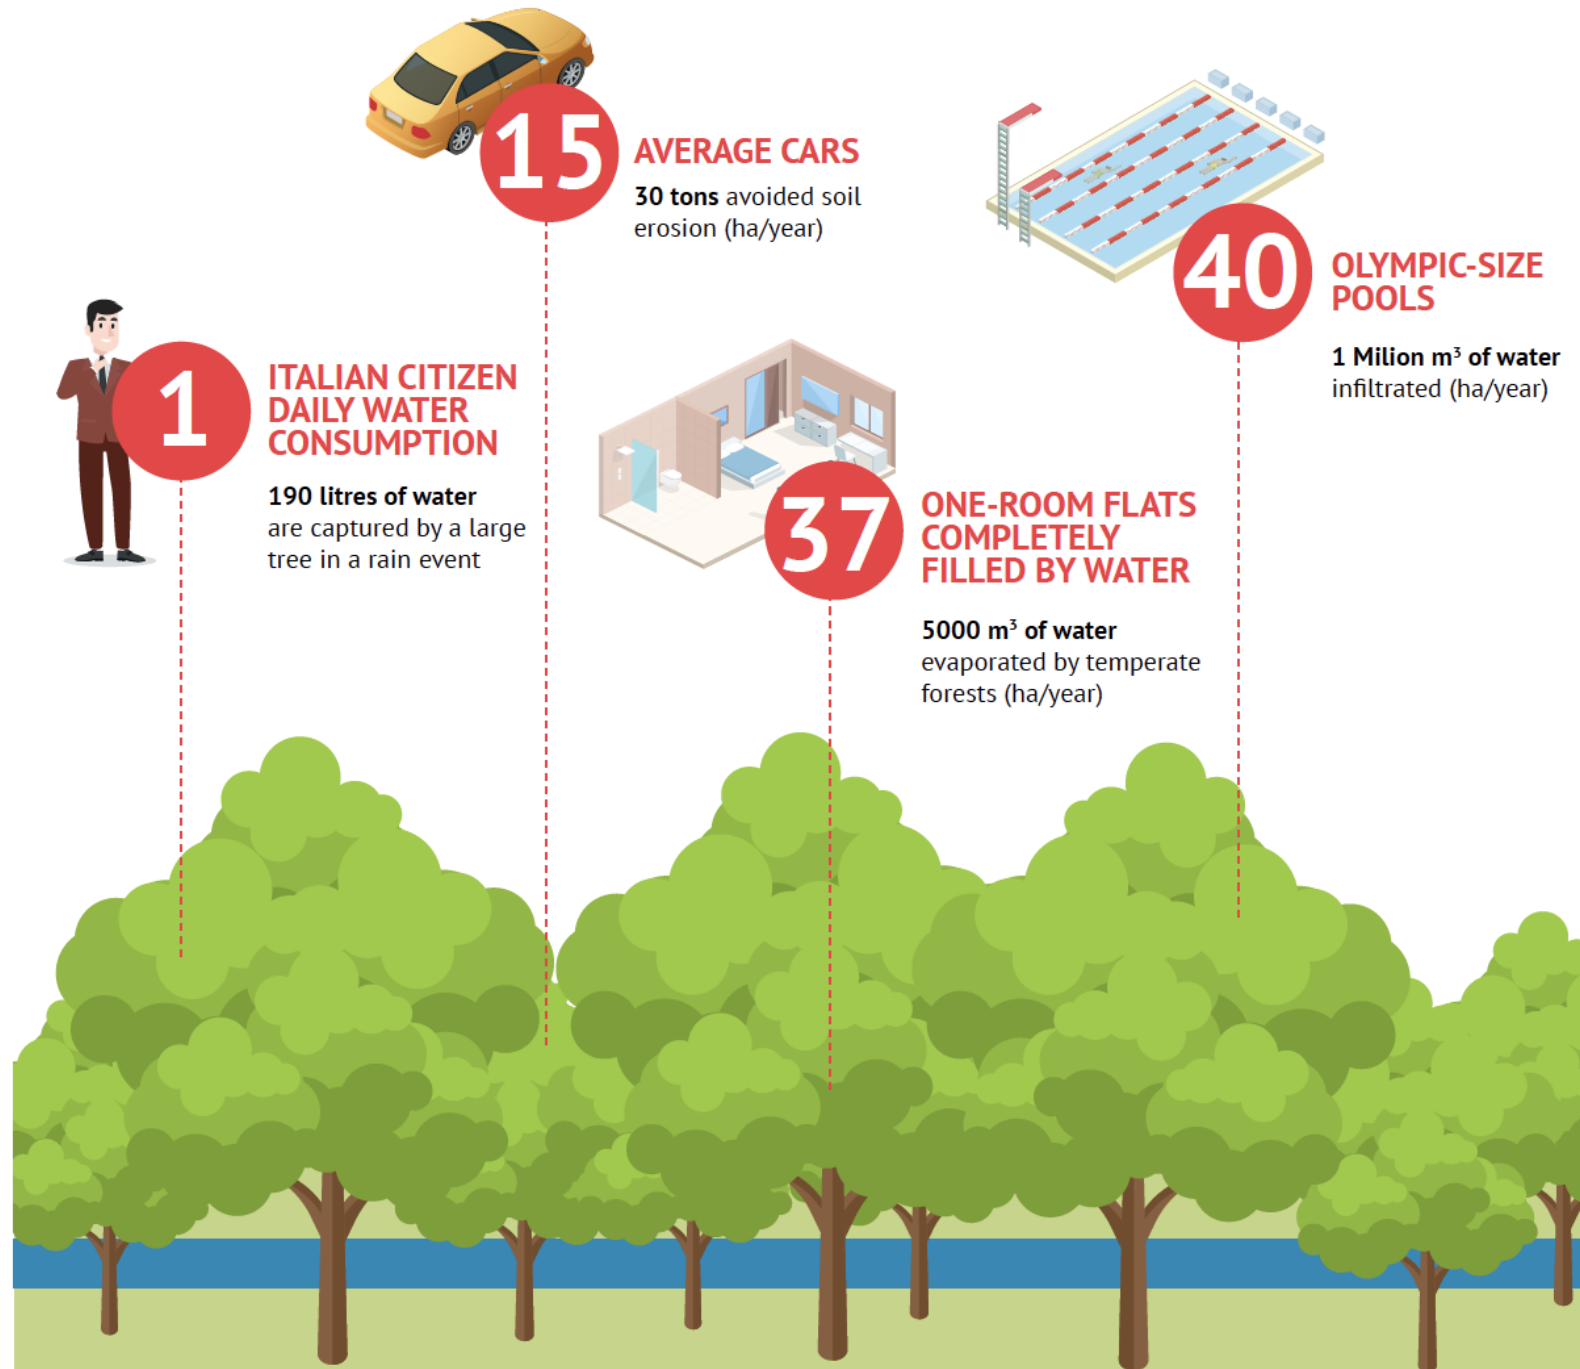 15
AVERAGE CARS
30 tons avoided soil
erosion (ha/year)
40
OLYMPIC-SIZE
POOLS
1 Milion m³ of water
infiltrated (ha/year)
1
ITALIAN CITIZEN
DAILY WATER
CONSUMPTION
190 litres of water
are captured by a large
tree in a rain event
37
ONE-ROOM FLATS
COMPLETELY
FILLED BY WATER
5000 m³ of water
evaporated by temperate
forests (ha/year)